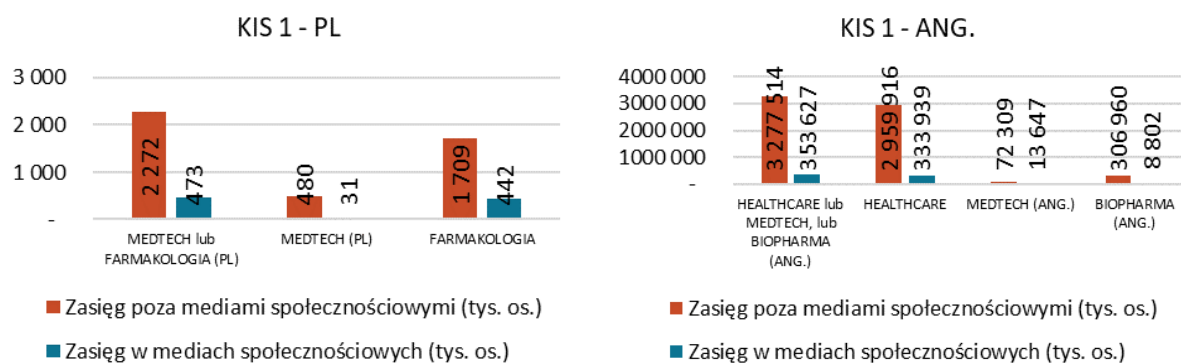 KIS 1 - PL
3 000
2 000
1 000
-
2 272
473
480
31
1 709
442
MEDTECH lub
FARMAKOLOGIA (PL)
MEDTECH (PL)
FARMAKOLOGIA
Zasięg poza mediami społecznościowymi (tys. os.)
Zasięg w mediach społecznościowych (tys. os.)
KIS 1 - ANG.
4000 000
3000 000
2000 000
1000 000
-
3 277 514
353 627
2 959 916
333 939
72 309
13 647
306 960
8 802
HEALTHCARE lub
MEDTECH, lub
BIOPHARMA
(ANG.)
HEALTHCARE
MEDTECH (ANG.)
BIOPHARMA
(ANG.)
Zasięg poza mediami społecznościowymi (tys. os.)
Zasięg w mediach społecznościowych (tys. os.)